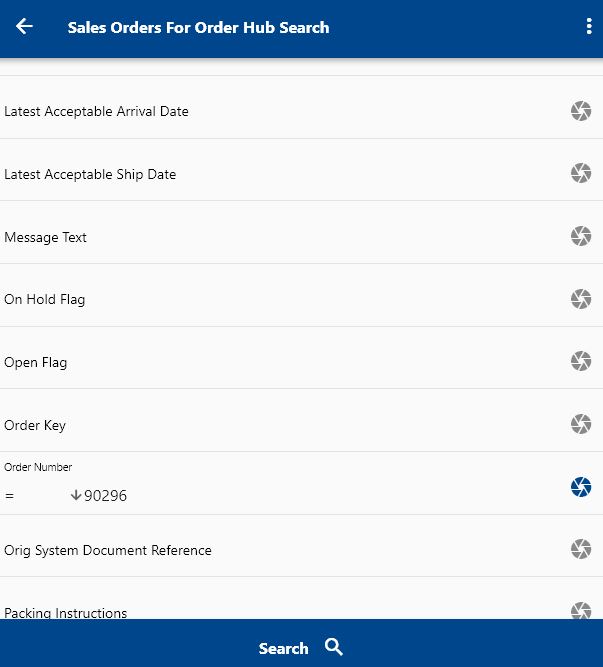 Sales Orders For Order Hub Search
Latest Acceptable Arrival Date
Latest Acceptable Ship Date
Message Text
On Hold Flag
Open Flag
Order Key
Order Number
= ↓90296
Orig System Document Reference
Packing Instructions
Search